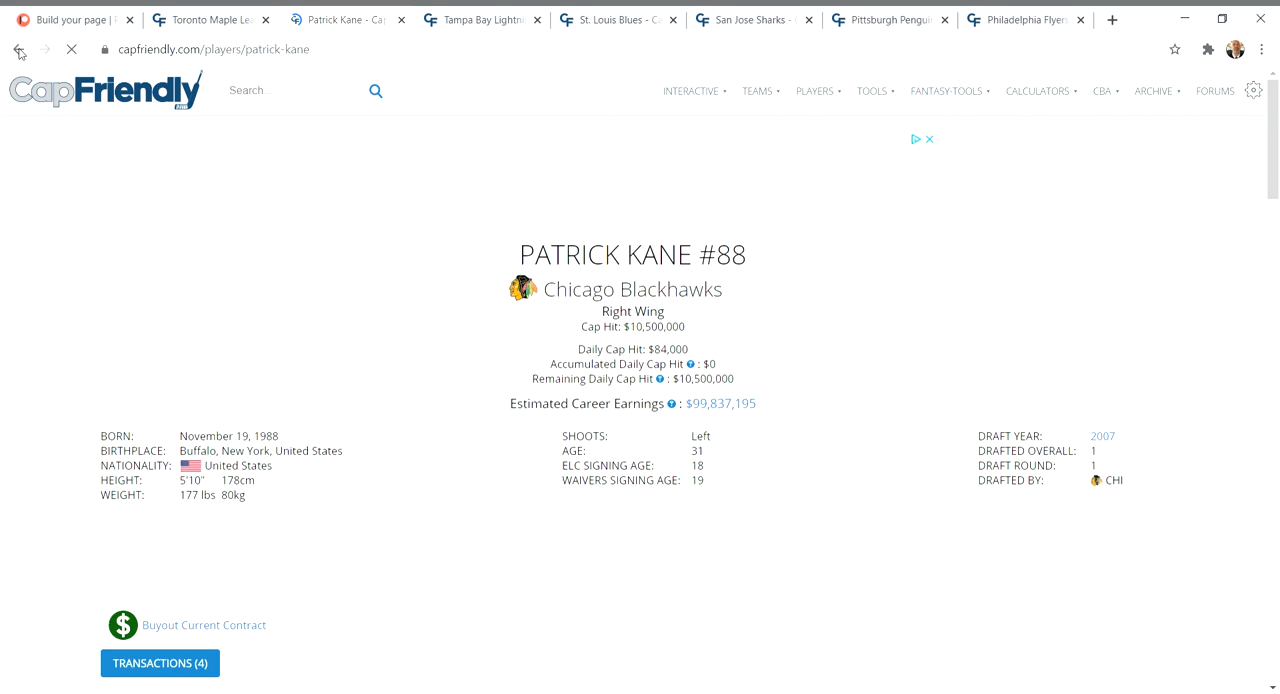 Build your page | Toronto Maple Lea Patrick Kane - Cap Tampa Bay Lightni St. Louis Blues - Ca San Jose Sharks - Pittsburgh Penguin Philadelphia Flyers
capfriendly.com/players/patrick-kane
CapFriendly Search... INTERACTIVE TEAMS PLAYERS TOOLS FANTASY-TOOLS CALCULATORS CBA ARCHIVE FORUMS
PATRICK KANE #88
Chicago Blackhawks
Right Wing
Cap Hit: $10,500,000
Daily Cap Hit: $84,000
Accumulated Daily Cap Hit ? : $0
Remaining Daily Cap Hit ? : $10,500,000
Estimated Career Earnings ? : $99,837,195
BORN: November 19, 1988 SHOOTS: Left DRAFT YEAR: 2007
BIRTHPLACE: Buffalo, New York, United States AGE: 31 DRAFTED OVERALL: 1
NATIONALITY: United States ELC SIGNING AGE: 18 DRAFT ROUND: 1
HEIGHT: 5'10" 178cm WAIVERS SIGNING AGE: 19 DRAFTED BY: CHI
WEIGHT: 177 lbs 80kg
$ Buyout Current Contract
TRANSACTIONS (4)